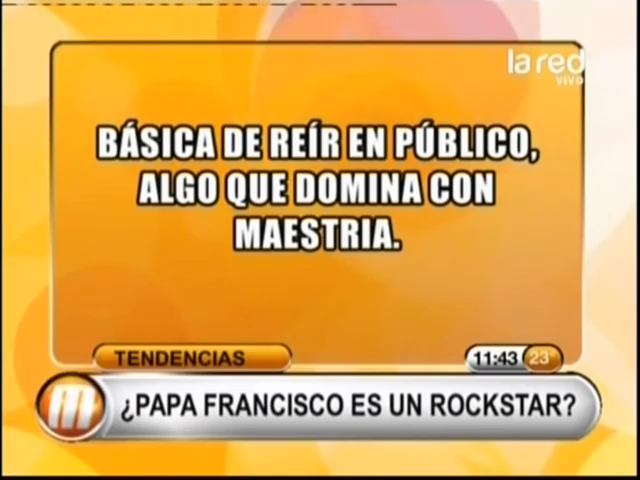 la red
VIVO
BÁSICA DE REÍR EN PÚBLICO,
ALGO QUE DOMINA CON
MAESTRIA.
TENDENCIAS
11:43 23°
m ¿PAPA FRANCISCO ES UN ROCKSTAR?